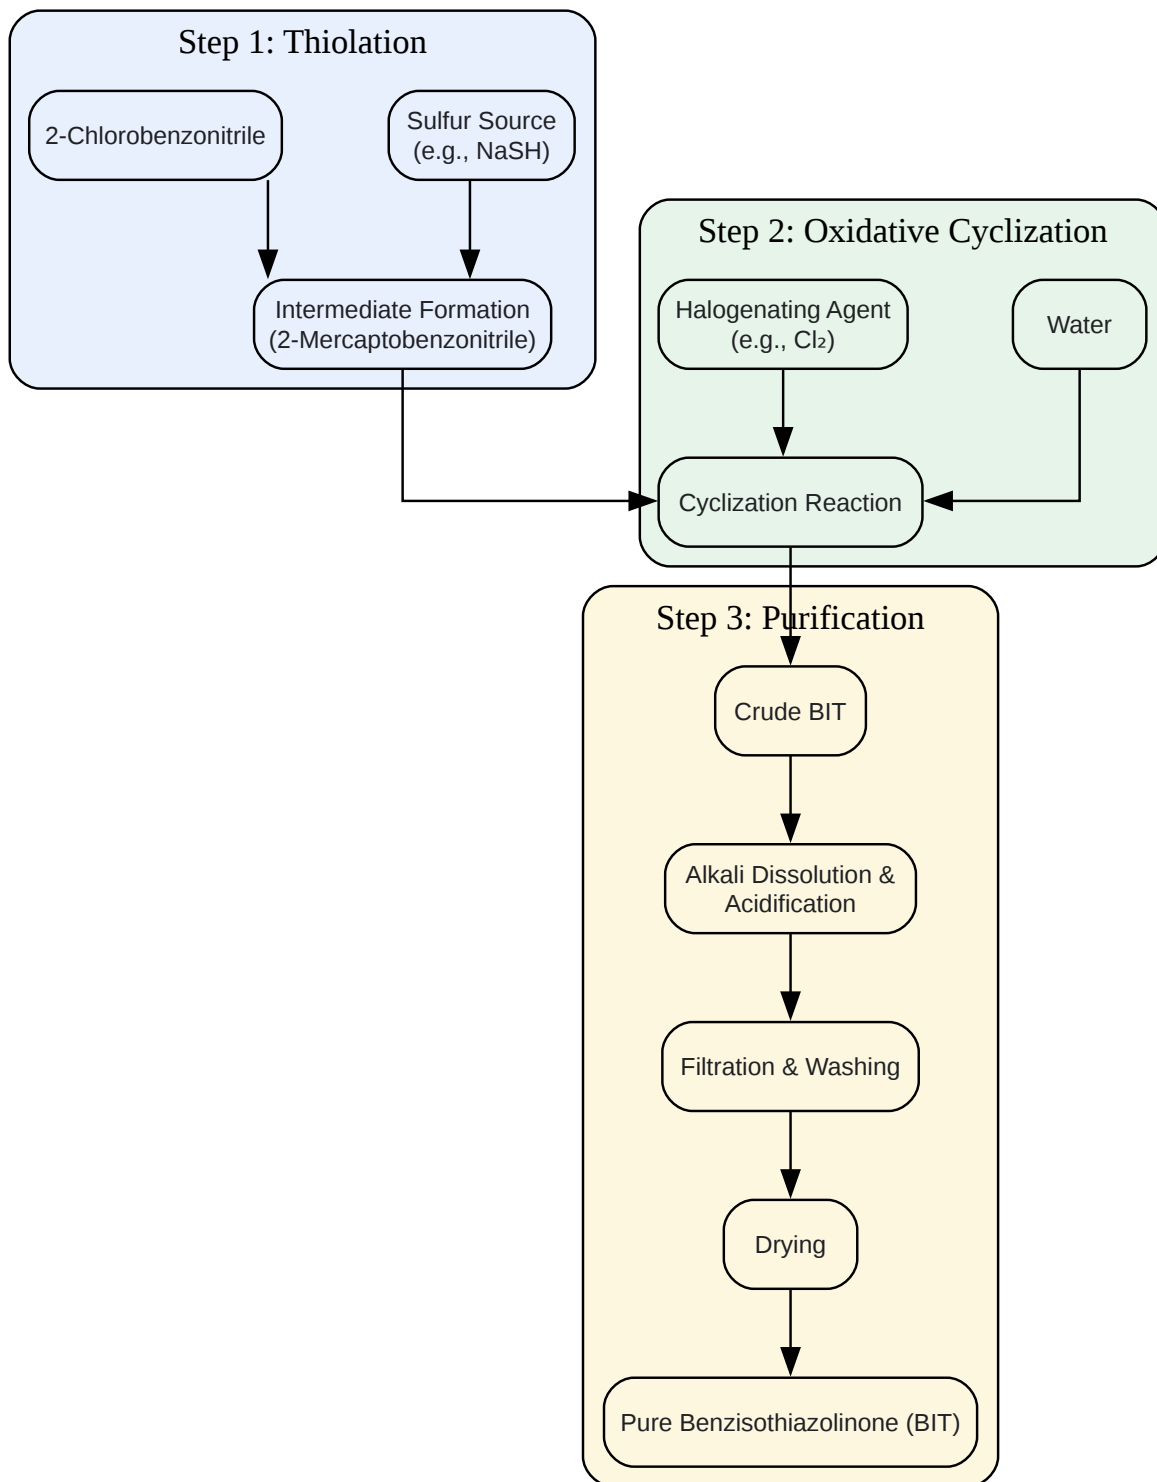 Step 1: Thiolation
2-Chlorobenzonitrile
Sulfur Source
(e.g., NaSH)
Intermediate Formation
(2-Mercaptobenzonitrile)
Step 2: Oxidative Cyclization
Halogenating Agent
(e.g., Cl₂)
Water
Cyclization Reaction
Step 3: Purification
Crude BIT
Alkali Dissolution &
Acidification
Filtration & Washing
Drying
Pure Benzisothiazolinone (BIT)